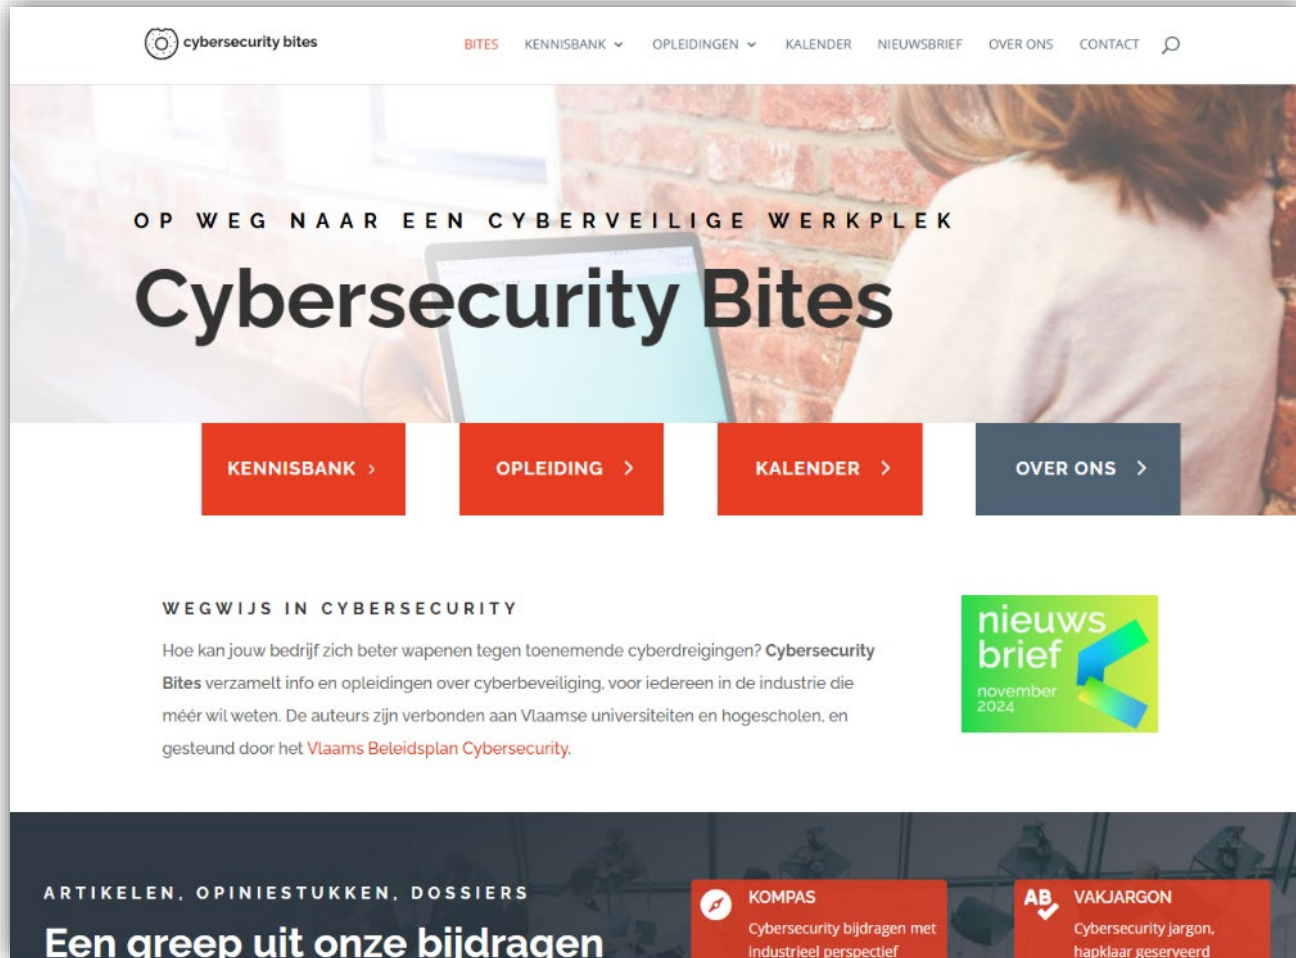 cybersecurity bites
BITES KENNISBANK OPLEIDINGEN KALENDER NIEUWSBRIEF OVER ONS CONTACT
OP WEG NAAR EEN CYBERVEILIGE WERKPLEK
Cybersecurity Bites
KENNISBANK
OPLEIDING
KALENDER
OVER ONS
WEGWIJS IN CYBERSECURITY
Hoe kan jouw bedrijf zich beter wapenen tegen toenemende cyberdreigingen? Cybersecurity
Bites verzamelt info en opleidingen over cyberbeveiliging, voor iedereen in de industrie die
méér wil weten. De auteurs zijn verbonden aan Vlaamse universiteiten en hogescholen, en
gesteund door het Vlaams Beleidsplan Cybersecurity.
nieuws
brief
november
2024
ARTIKELEN, OPINIESTUKKEN, DOSSIERS
Een greep uit onze bijdragen
KOMPAS
Cybersecurity bijdragen met
industrieel perspectief
AB
VAKJARGON
Cybersecurity jargon,
hapklaar geserveerd